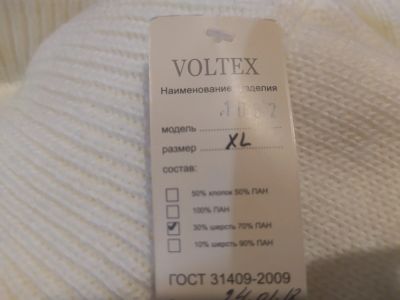 VOLTEX
Наименование изделия
модель
размер XL
состав:
50% хлопок 50% ПАН
100% ПАН
30% шерсть 70% ПАН
10% шерсть 90% ПАН
ГОСТ 31409-2009